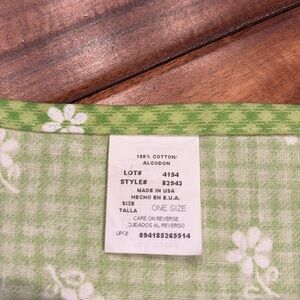 100% COTTON/
ALGODON
LOT# 4154
STYLE# 82543
MADE IN USA
HECHO EN E.U.A.
SIZE
TALLA ONE SIZE
CARE ON REVERSE
CUIDADOS AL REVERSO
UPC# 094185265514